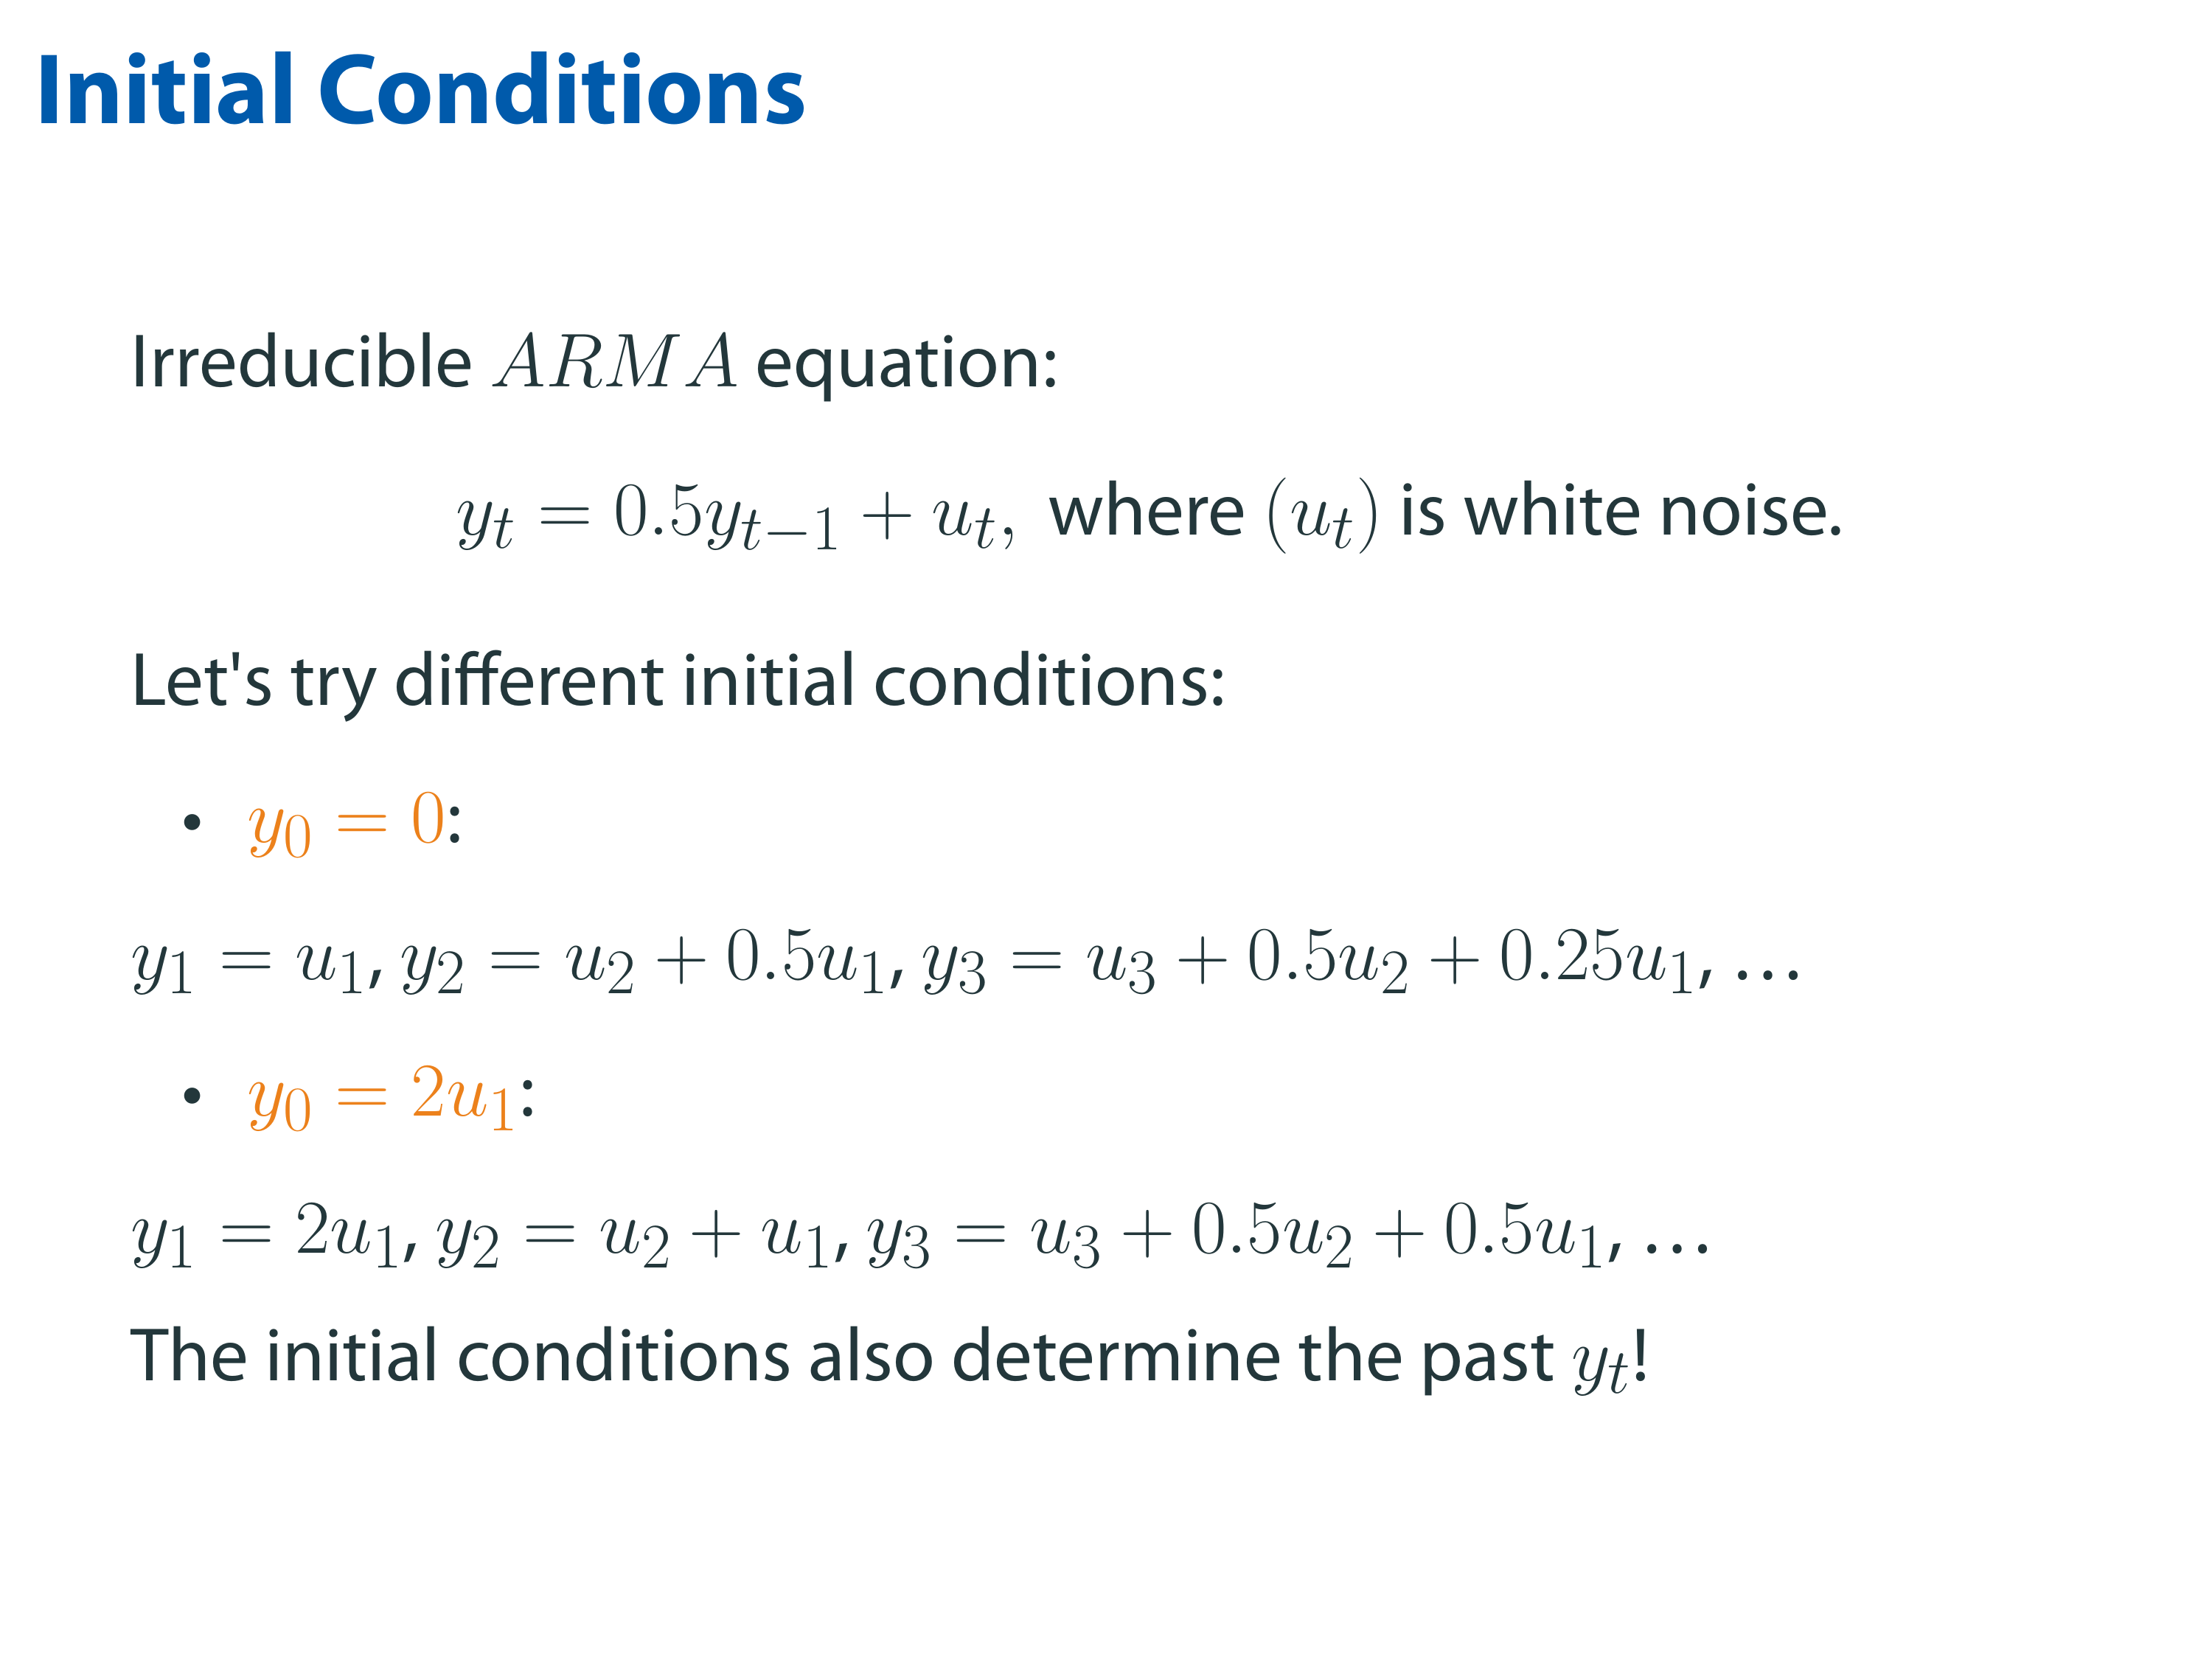 Initial Conditions
Irreducible $ARMA$ equation:
$y_t = 0.5y_{t-1} + u_t,$ where $(u_t)$ is white noise.
Let's try different initial conditions:
• $y_0 = 0$:
$y_1 = u_1$, $y_2 = u_2 + 0.5u_1$, $y_3 = u_3 + 0.5u_2 + 0.25u_1$, ...
• $y_0 = 2u_1$:
$y_1 = 2u_1$, $y_2 = u_2 + u_1$, $y_3 = u_3 + 0.5u_2 + 0.5u_1$, ...
The initial conditions also determine the past $y_t$!